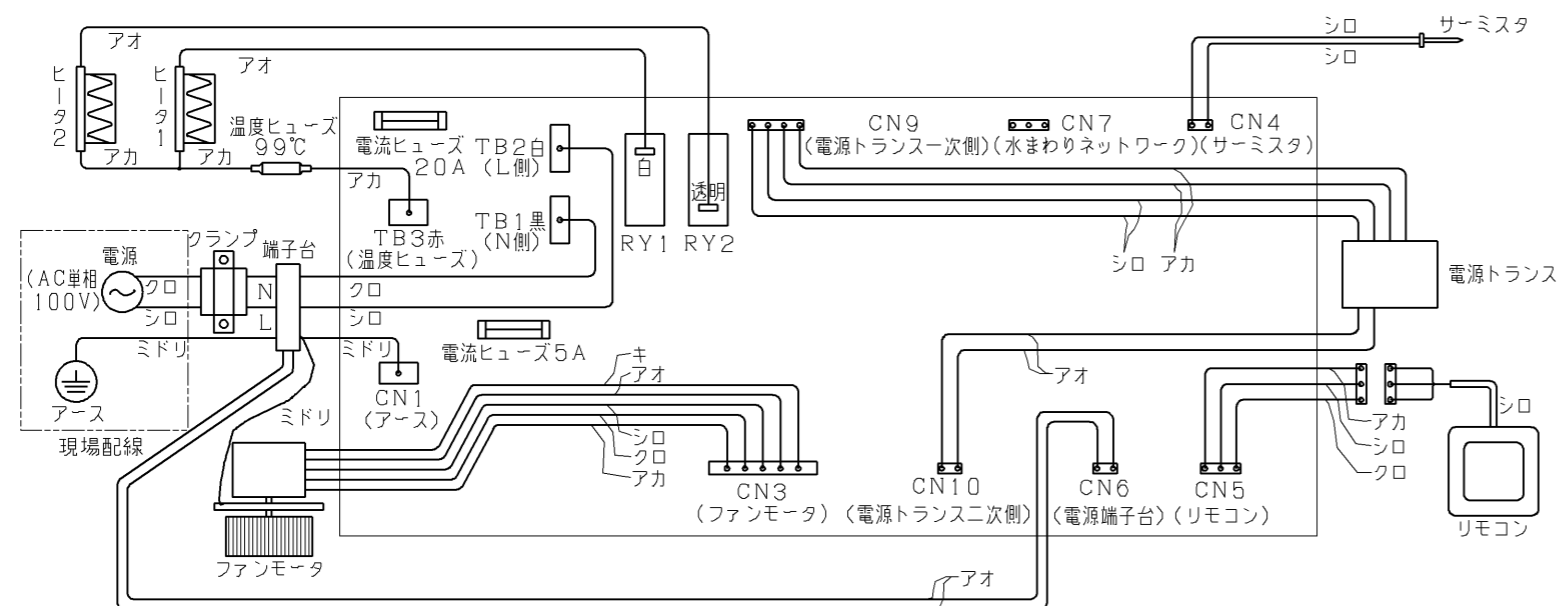 アオ
アオ
シロ
サーミスタ
シロ
ヒータ2
ヒータ1
アカ
アカ
温度ヒューズ
99℃
アカ
電流ヒューズ
20A
TB2白
(L側)
白
透明
RY1
RY2
CN9
(電源トランス一次側)
CN7
(水まわりネットワーク)
CN4
(サーミスタ)
TB3赤
(温度ヒューズ)
TB1黒
(N側)
シロ
アカ
電源トランス
電源
(AC単相
100V)
クランプ
端子台
クロ
N
クロ
シロ
L
シロ
ミドリ
ミドリ
アース
現場配線
CN1
(アース)
電流ヒューズ5A
ミドリ
キ
アオ
シロ
クロ
アカ
CN3
(ファンモータ)
アオ
CN10
(電源トランス二次側)
CN6
(電源端子台)
CN5
(リモコン)
アカ
シロ
クロ
シロ
リモコン
ファンモータ
アオ